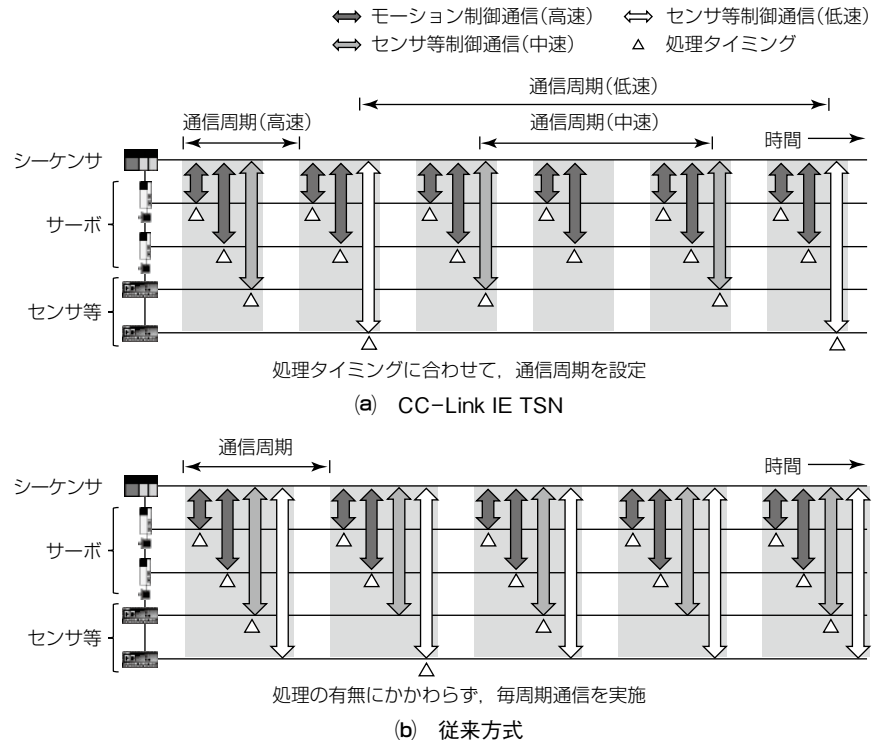 モーション制御通信(高速) センサ等制御通信(低速)
センサ等制御通信(中速) 処理タイミング
通信周期(低速)
通信周期(高速) 通信周期(中速) 時間
シーケンサ
サーボ
センサ等
処理タイミングに合わせて，通信周期を設定
(a) CC-Link IE TSN
通信周期 時間
シーケンサ
サーボ
センサ等
処理の有無にかかわらず，毎周期通信を実施
(b) 従来方式